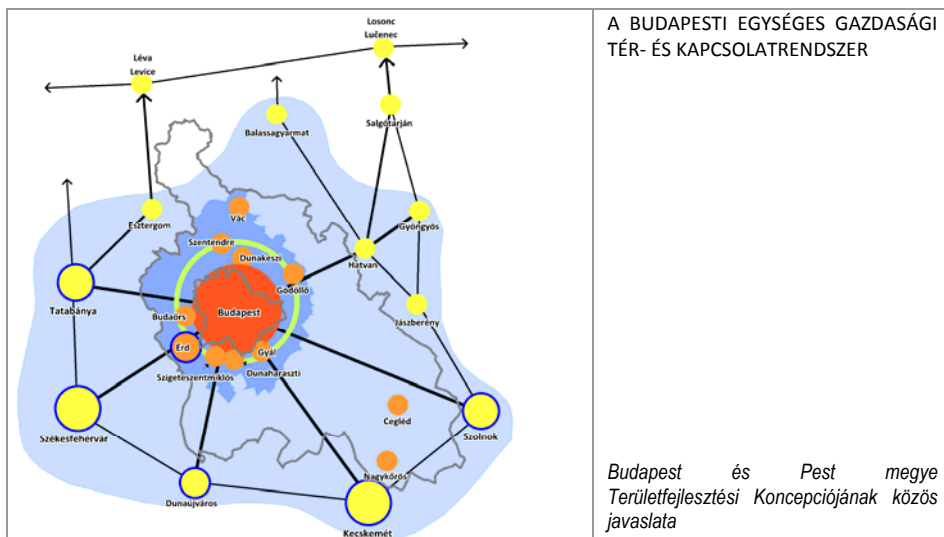 Losonc
Lučenec
Léva
Levice
Salgótarján
Balassagyarmat
Esztergom
Vác
Gyöngyös
Szentendre
Dunakeszi
Hatvan
Gödöllő
Tatabánya
Budaörs
Budapest
Jászberény
Érd
Gyál
Szigetszentmiklós
Dunaharaszti
Cegléd
Székesfehérvár
Szolnok
Nagykőrös
Dunaújváros
Kecskemét
A BUDAPESTI EGYSÉGES GAZDASÁGI
TÉR- ÉS KAPCSOLATRENDSZER
Budapest és Pest megye
Területfejlesztési Koncepciójának közös
javaslata